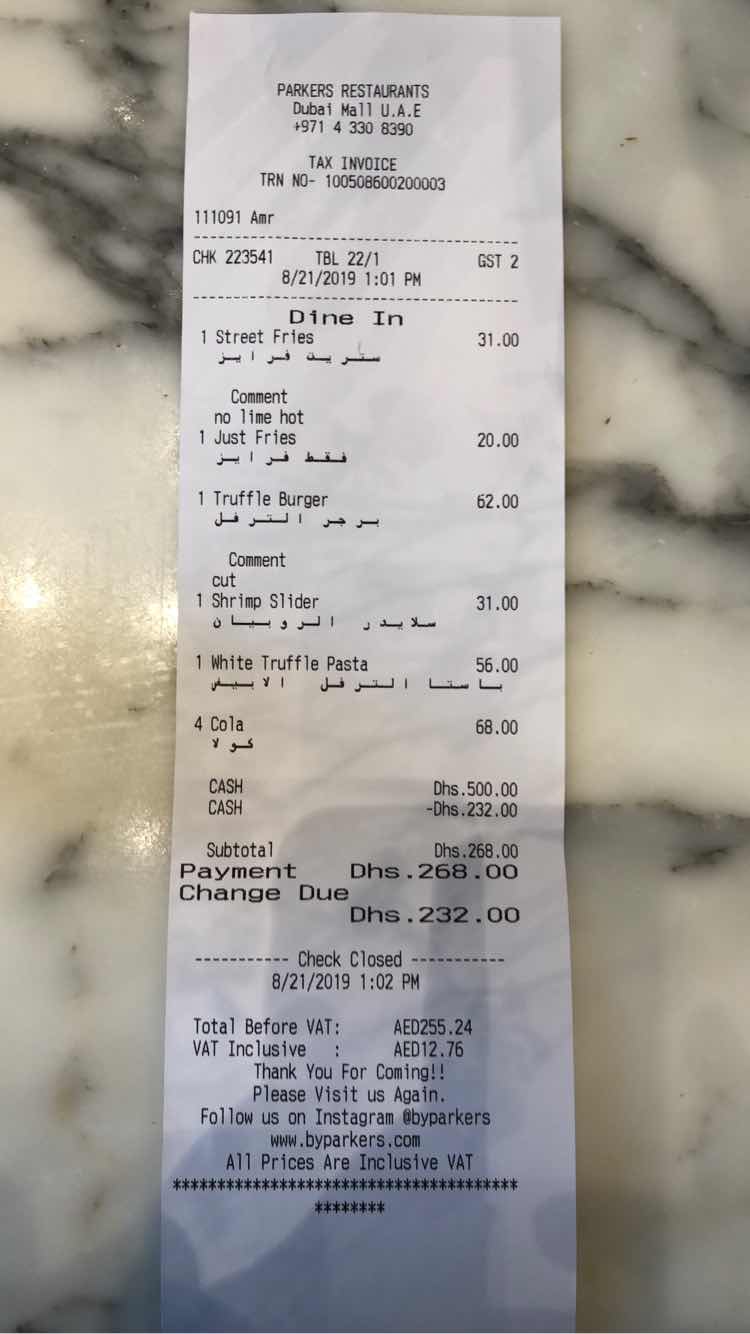 PARKERS RESTAURANTS
Dubai Mall U.A.E
+971 4 330 8390
TAX INVOICE
TRN NO- 100508600200003
111091 Amr
CHK 223541 TBL 22/1 GST 2
8/21/2019 1:01 PM
Dine In
1 Street Fries 31.00
ستريت فرايز
Comment
no lime hot
1 Just Fries 20.00
فقط فرايز
1 Truffle Burger 62.00
برجر الترفل
Comment
cut
1 Shrimp Slider 31.00
سلايدر الروبيان
1 White Truffle Pasta 56.00
باستا الترفل الابيض
4 Cola 68.00
كولا
CASH Dhs.500.00
CASH -Dhs.232.00
Subtotal Dhs.268.00
Payment Dhs.268.00
Change Due
Dhs.232.00
----------- Check Closed -----------
8/21/2019 1:02 PM
Total Before VAT: AED255.24
VAT Inclusive : AED12.76
Thank You For Coming!!
Please Visit us Again.
Follow us on Instagram @byparkers
www.byparkers.com
All Prices Are Inclusive VAT
***************************************
********